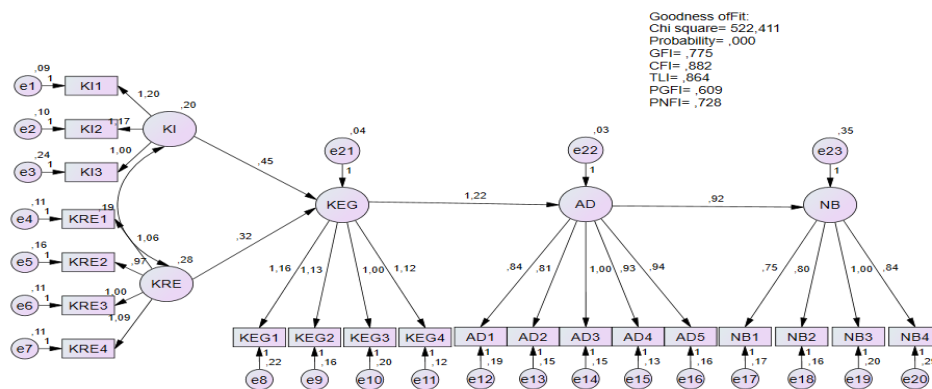 Goodness ofFit:
Chi square= 522,411
Probability= ,000
GFI= ,775
CFI= ,882
TLI= ,864
PGFI= ,609
PNFI= ,728
,09
e1 1 KI1
,10
e2 1 KI2
,24
e3 1 KI3
,11
e4 1 KRE1
,16
e5 1 KRE2
,11
e6 1 KRE3
,11
e7 1 KRE4
1,20
1,17
1,00
,20
KI
,19
1,06
,97
1,00
1,09
,28
KRE
,45
,32
,04
e21
1
KEG
1,22
,03
e22
1
AD
,92
,35
e23
1
NB
1,16 1,13 1,00 1,12
,84 ,81 1,00 ,93 ,94
,75 ,80 1,00 ,84
KEG1 KEG2 KEG3 KEG4 AD1 AD2 AD3 AD4 AD5 NB1 NB2 NB3 NB4
1 1 1 1 1 1 1 1 1 1 1 1 1
,22 ,16 ,20 ,12 ,19 ,15 ,15 ,13 ,16 ,17 ,16 ,20
e8 e9 e10 e11 e12 e13 e14 e15 e16 e17 e18 e19 e20